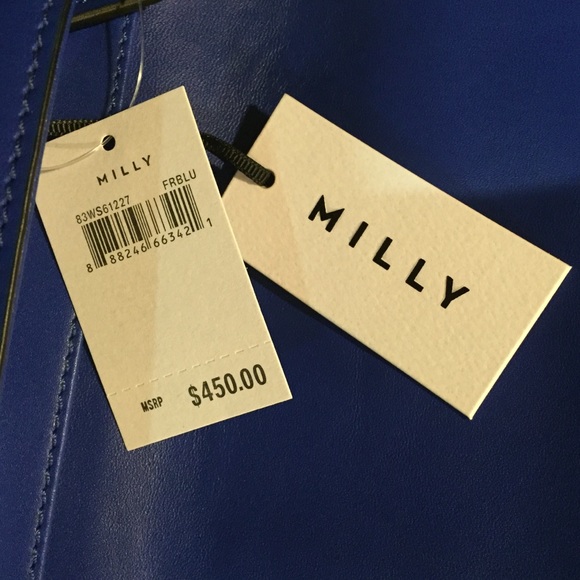 MILLY
83WS61227 FRBLU
8 88246 66342 1
MSRP $450.00
MILLY